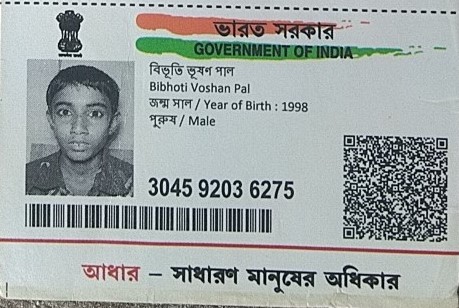 ভারত সরকার
GOVERNMENT OF INDIA
বিভূতি ভূষণ পাল
Bibhoti Voshan Pal
জন্ম সাল / Year of Birth : 1998
পুরুষ / Male
3045 9203 6275
আধার – সাধারণ মানুষের অধিকার